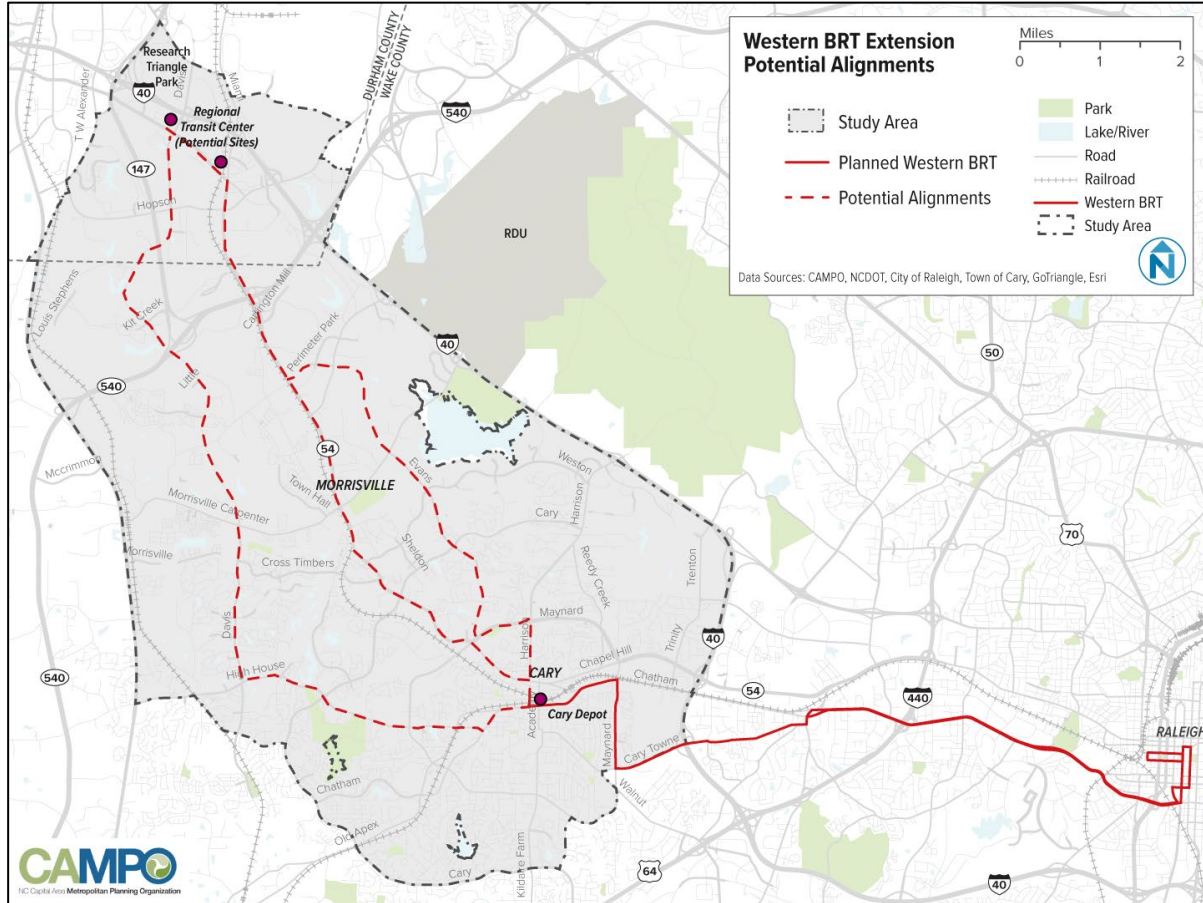 Western BRT Extension
Potential Alignments
Miles
0 1 2
Study Area
Planned Western BRT
Potential Alignments
Park
Lake/River
Road
Railroad
Western BRT
Study Area
N
Data Sources: CAMPO, NCDOT, City of Raleigh, Town of Cary, GoTriangle, Esri
Research
Triangle
Park
40
Davis
Miami
T W Alexander
DURHAM COUNTY
WAKE COUNTY
540
Regional
Transit Center
(Potential Sites)
147
Hopson
RDU
Louis Stephens
Kit Creek
Carrington Mill
Perimeter Park
40
50
540
Little
54
Mccrimmon
MORRISVILLE
Town Hall
Evans
Weston
Harrison
Morrisville Carpenter
Cary
Morrisville
Cross Timbers
Sheldon
Reedy Creek
Trenton
70
Davis
Maynard
Harrison
Trinity
40
High House
CARY
Chapel Hill
Chatham
54
540
Cary Depot
Academy
440
RALEIGH
Maynard
Cary Towne
Chatham
Walnut
Old Apex
Cary
Kildaire Farm
64
40
CAMPO
NC Capital Area Metropolitan Planning Organization